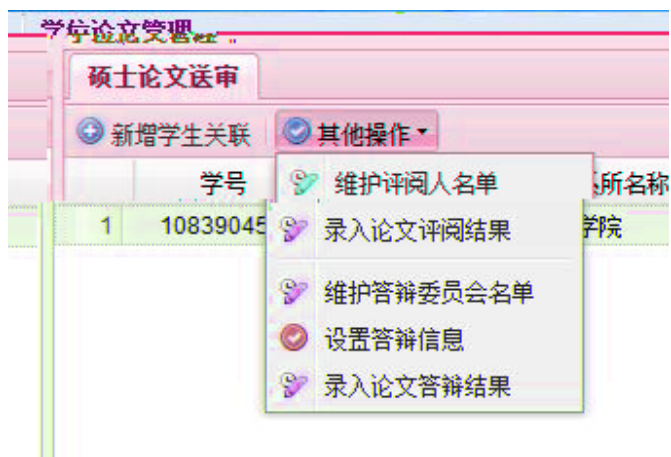 学位论文管理
硕士论文送审
新增学生关联 其他操作
学号 所名称
维护评阅人名单
1 10839045 学院
录入论文评阅结果
维护答辩委员会名单
设置答辩信息
录入论文答辩结果